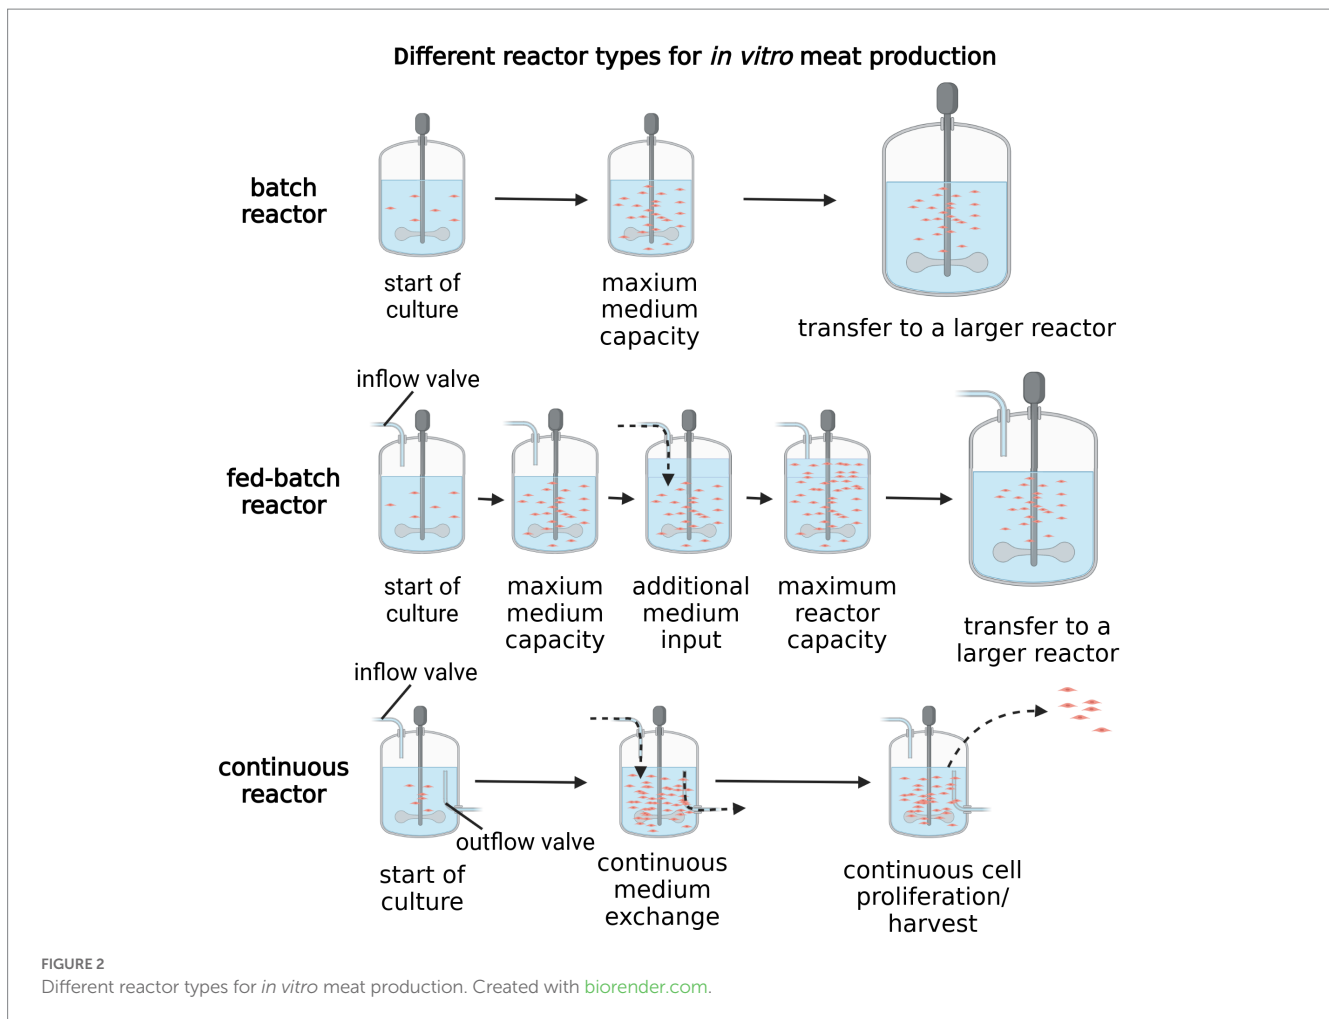 Different reactor types for in vitro meat production
batch
reactor
start of
culture
maxium
medium
capacity
transfer to a larger reactor
inflow valve
fed-batch
reactor
start of
culture
maxium
medium
capacity
additional
medium
input
maximum
reactor
capacity
transfer to a
larger reactor
inflow valve
continuous
reactor
outflow valve
start of
culture
continuous
medium
exchange
continuous cell
proliferation/
harvest
FIGURE 2
Different reactor types for in vitro meat production. Created with biorender.com.